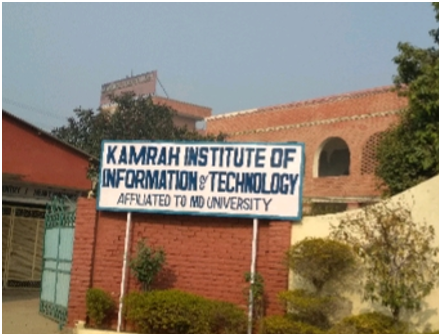 KAMRAH INSTITUTE OF
INFORMATION & TECHNOLOGY
AFFILIATED TO MD UNIVERSITY